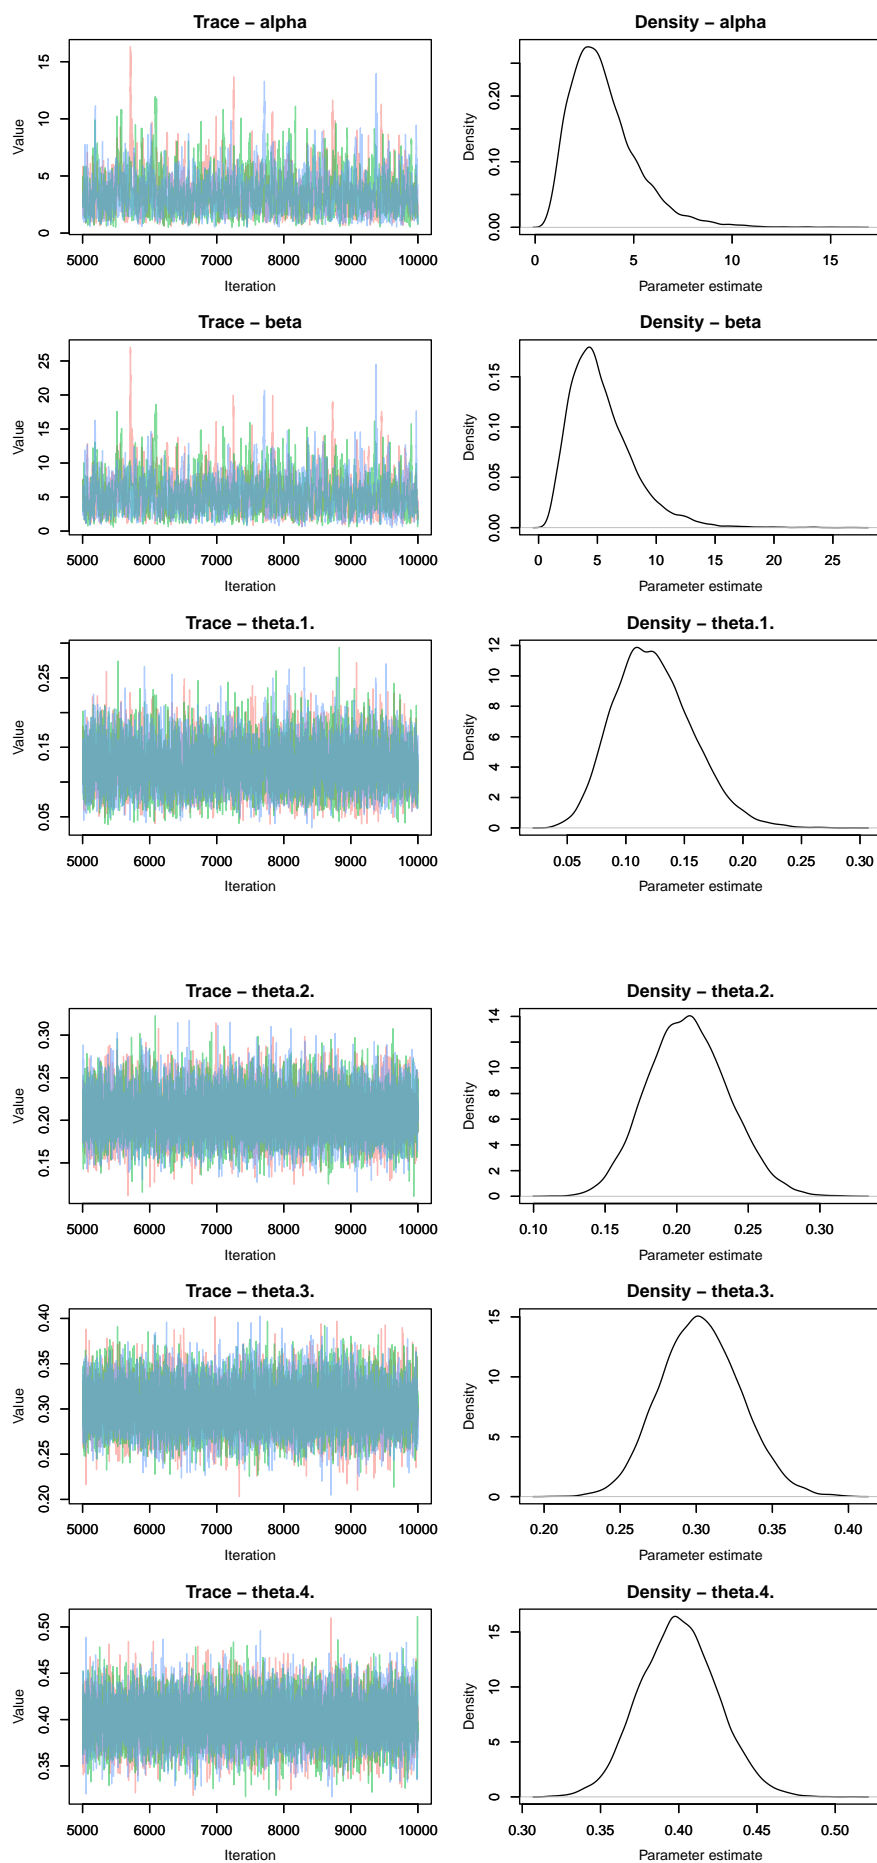 Trace – alpha
Value
0 5 10 15
5000 6000 7000 8000 9000 10000
Iteration
Density – alpha
Density
0.00 0.10 0.20
0 5 10 15
Parameter estimate
Trace – beta
Value
0 5 10 15 20 25
5000 6000 7000 8000 9000 10000
Iteration
Density – beta
Density
0.00 0.05 0.10 0.15
0 5 10 15 20 25
Parameter estimate
Trace – theta.1.
Value
0.05 0.15 0.25
5000 6000 7000 8000 9000 10000
Iteration
Density – theta.1.
Density
0 2 4 6 8 10 12
0.05 0.10 0.15 0.20 0.25 0.30
Parameter estimate
Trace – theta.2.
Value
0.15 0.20 0.25 0.30
5000 6000 7000 8000 9000 10000
Iteration
Density – theta.2.
Density
0 2 4 6 8 10 14
0.10 0.15 0.20 0.25 0.30
Parameter estimate
Trace – theta.3.
Value
0.20 0.25 0.30 0.35 0.40
5000 6000 7000 8000 9000 10000
Iteration
Density – theta.3.
Density
0 5 10 15
0.20 0.25 0.30 0.35 0.40
Parameter estimate
Trace – theta.4.
Value
0.35 0.40 0.45 0.50
5000 6000 7000 8000 9000 10000
Iteration
Density – theta.4.
Density
0 5 10 15
0.30 0.35 0.40 0.45 0.50
Parameter estimate